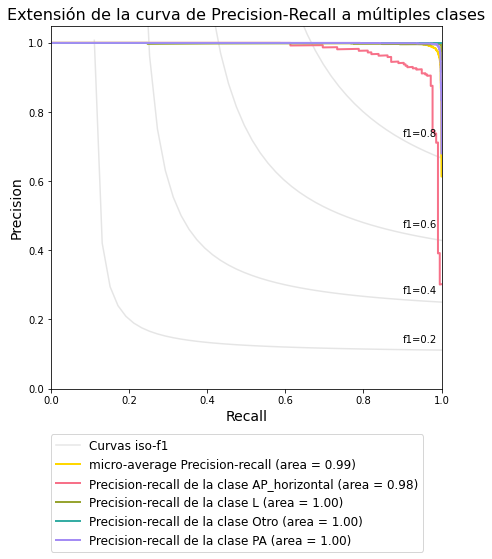 Extensión de la curva de Precision-Recall a múltiples clases
1.0
0.8
0.6
0.4
0.2
0.0
Precision
f1=0.8
f1=0.6
f1=0.4
f1=0.2
0.0 0.2 0.4 0.6 0.8 1.0
Recall
Curvas iso-f1
micro-average Precision-recall (area = 0.99)
Precision-recall de la clase AP_horizontal (area = 0.98)
Precision-recall de la clase L (area = 1.00)
Precision-recall de la clase Otro (area = 1.00)
Precision-recall de la clase PA (area = 1.00)